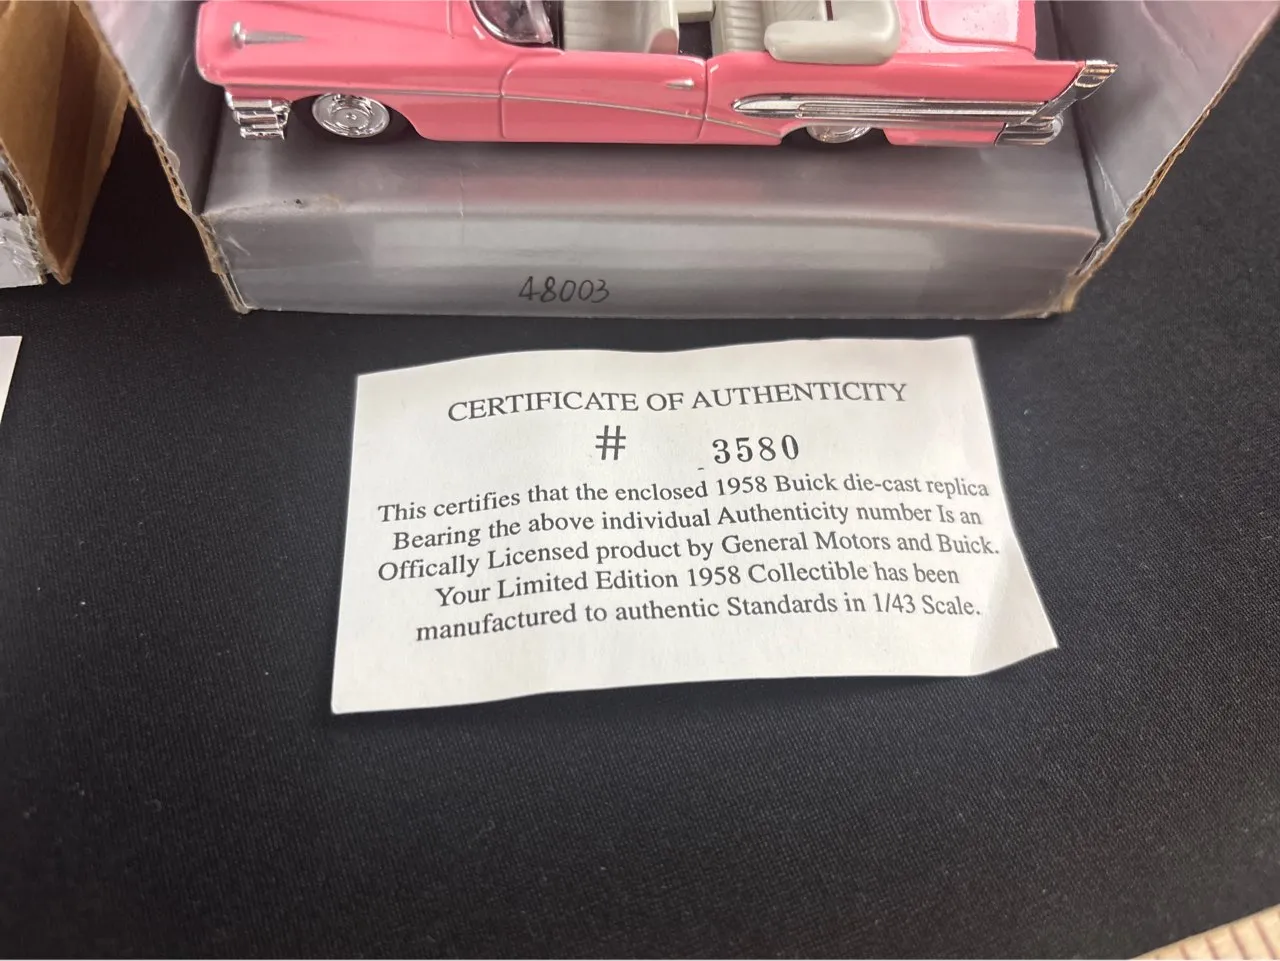 48003
CERTIFICATE OF AUTHENTICITY
# 3580
This certifies that the enclosed 1958 Buick die-cast replica
Bearing the above individual Authenticity number Is an
Offically Licensed product by General Motors and Buick.
Your Limited Edition 1958 Collectible has been
manufactured to authentic Standards in 1/43 Scale.